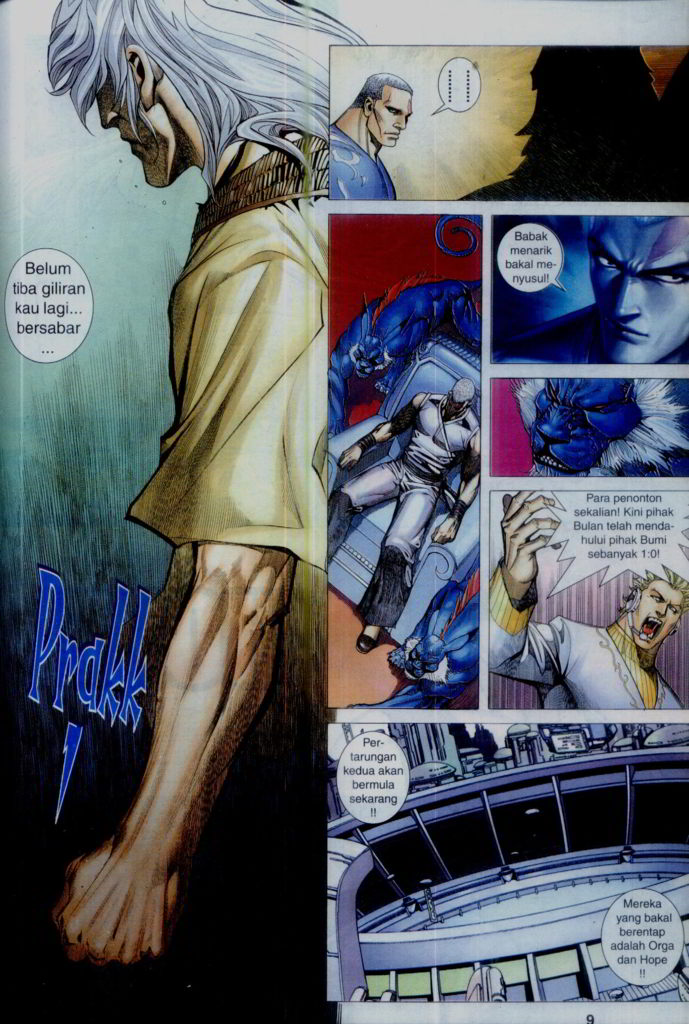 Belum
tiba giliran
kau lagi...
bersabar
...
Prakk
!
Babak
menarik
bakal me-
nyusul!
Para penonton
sekalian! Kini pihak
Bulan telah menda-
hului pihak Bumi
sebanyak 1:0!
Per-
tarungan
kedua akan
bermula
sekarang
!!
Mereka
yang bakal
berentap
adalah Orga
dan Hope
!!
9